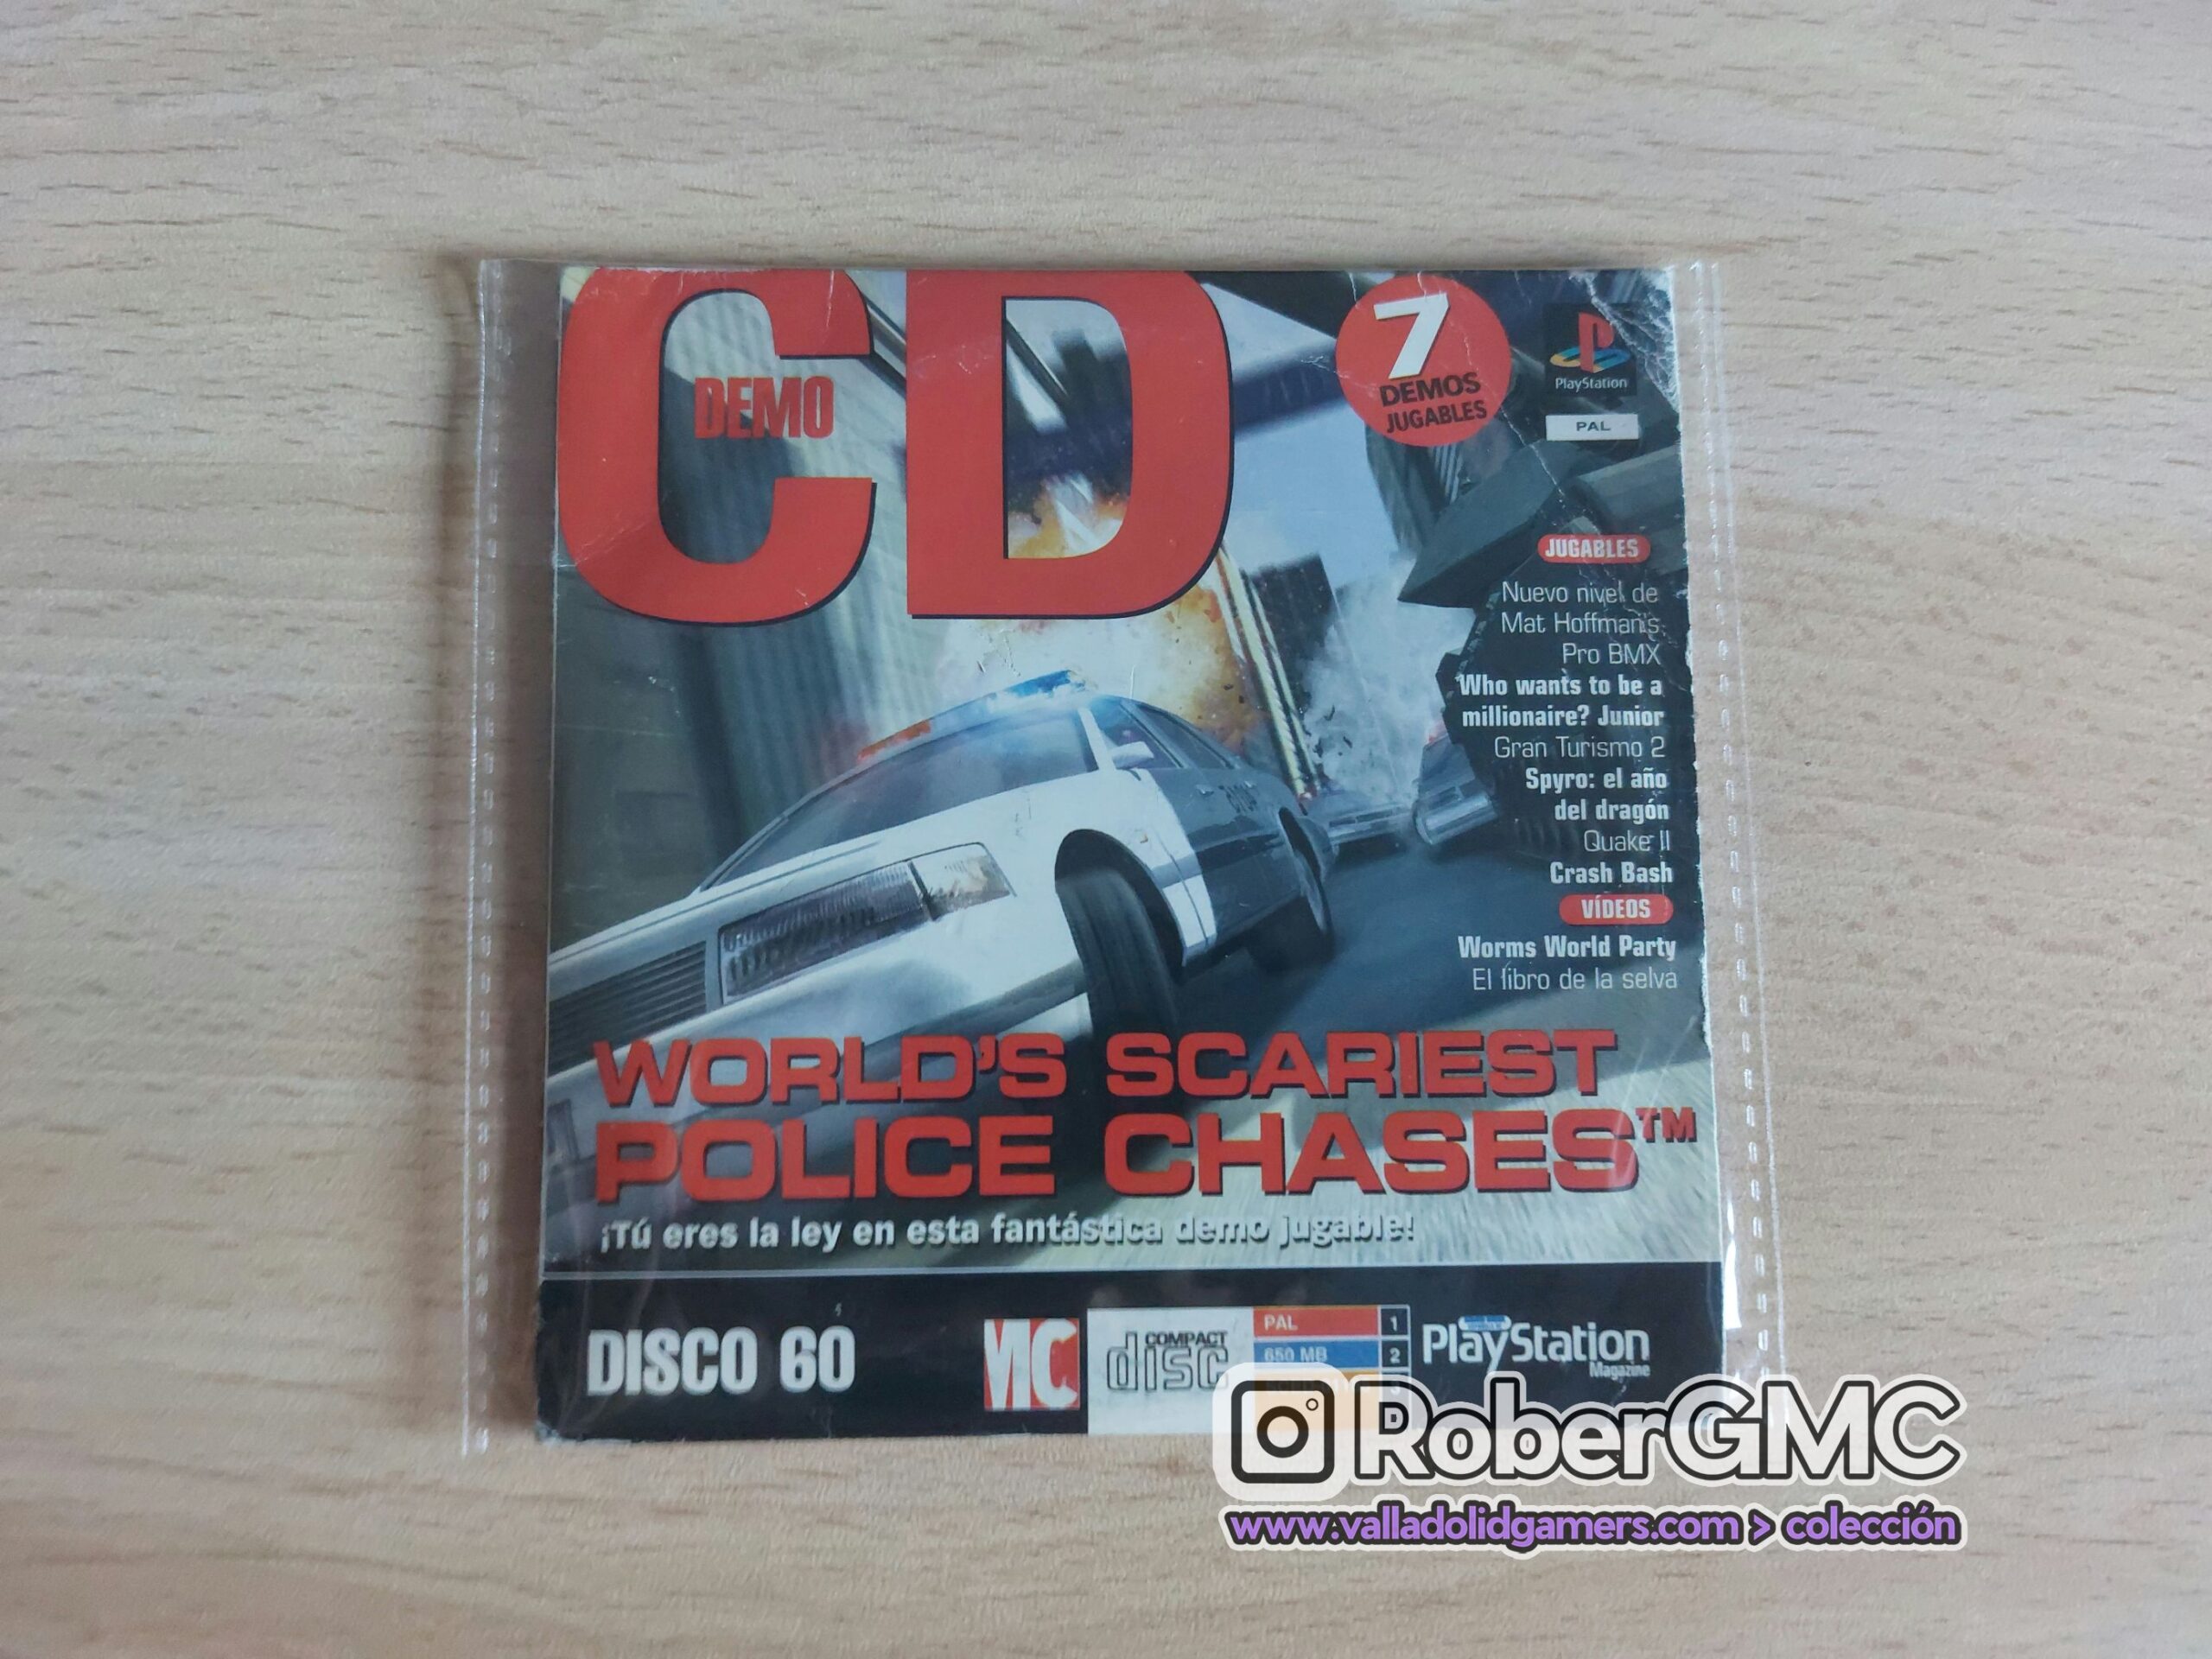 CD
DEMO
7
DEMOS
JUGABLES
PlayStation
PAL
JUGABLES
Nuevo nivel de
Mat Hoffman's
Pro BMX
Who wants to be a
millionaire? Junior
Gran Turismo 2
Spyro: el año
del dragón
Quake II
Crash Bash
VÍDEOS
Worms World Party
El libro de la selva
WORLD'S SCARIEST
POLICE CHASES™
¡Tú eres la ley en esta fantástica demo jugable!
DISCO 60
MC
COMPACT
disc
PAL 1
650 MB 2
D
PlayStation
Magazine
RoberGMC
www.valladolidgamers.com > colección